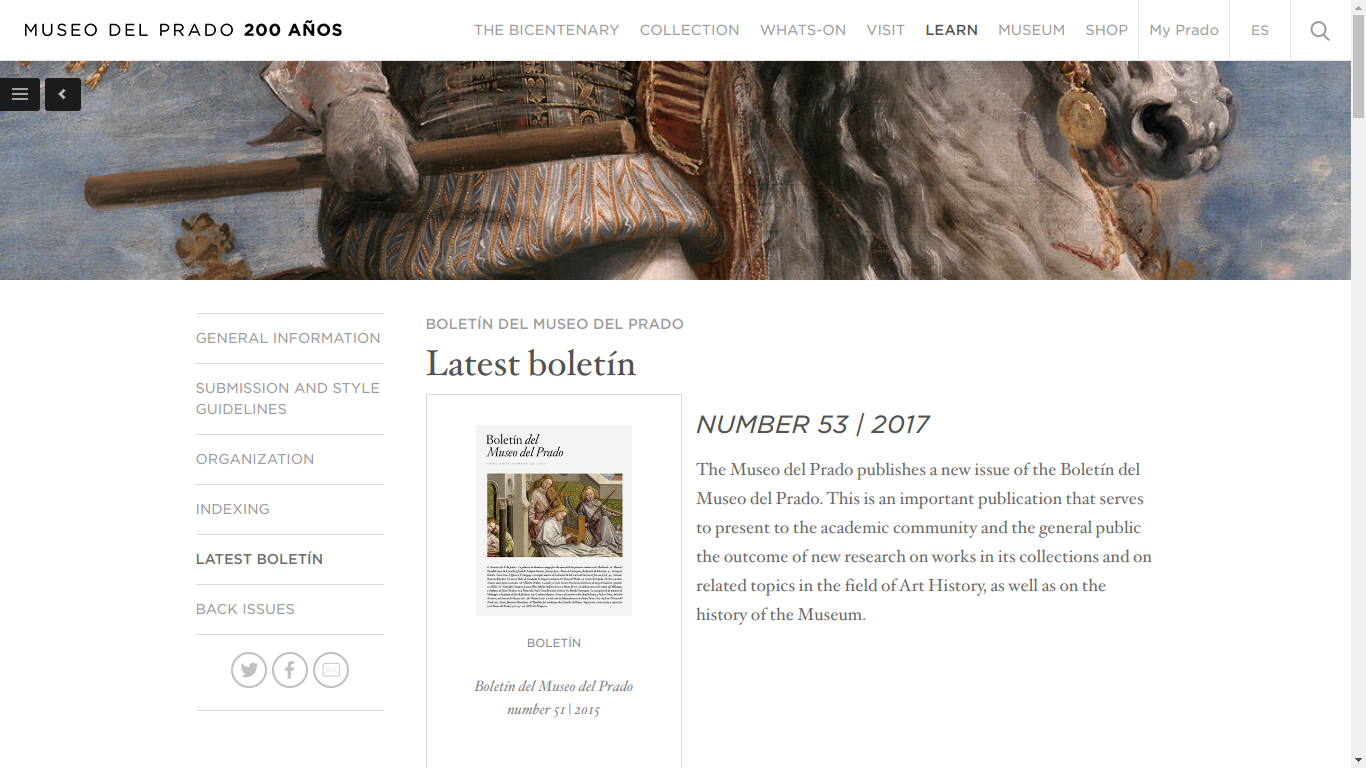 MUSEO DEL PRADO 200 AÑOS
THE BICENTENARY COLLECTION WHATS-ON VISIT LEARN MUSEUM SHOP My Prado ES
GENERAL INFORMATION
SUBMISSION AND STYLE
GUIDELINES
ORGANIZATION
INDEXING
LATEST BOLETÍN
BACK ISSUES
BOLETÍN DEL MUSEO DEL PRADO
Latest boletín
Boletín del
Museo del Prado
BOLETÍN
Boletín del Museo del Prado
number 51 | 2015
NUMBER 53 | 2017
The Museo del Prado publishes a new issue of the Boletín del
Museo del Prado. This is an important publication that serves
to present to the academic community and the general public
the outcome of new research on works in its collections and on
related topics in the field of Art History, as well as on the
history of the Museum.